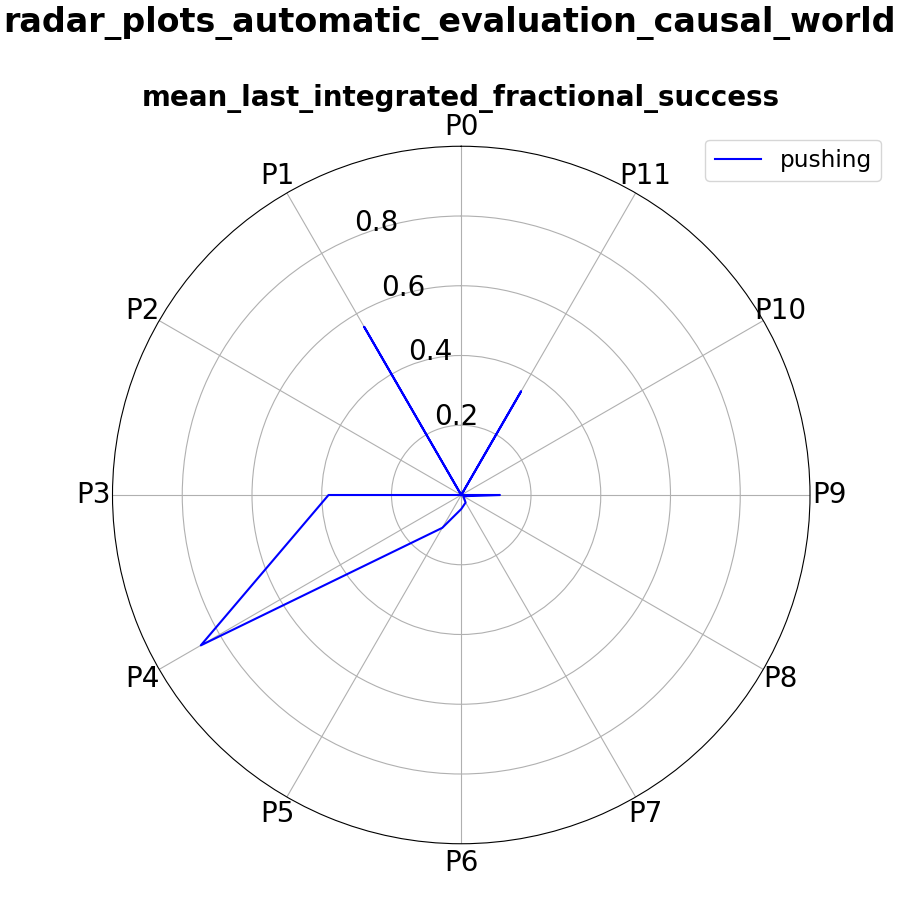 radar_plots_automatic_evaluation_causal_world
mean_last_integrated_fractional_success
P0
P1
P11
pushing
0.8
0.6
P2
P10
0.4
0.2
P3
P9
P4
P8
P5
P7
P6